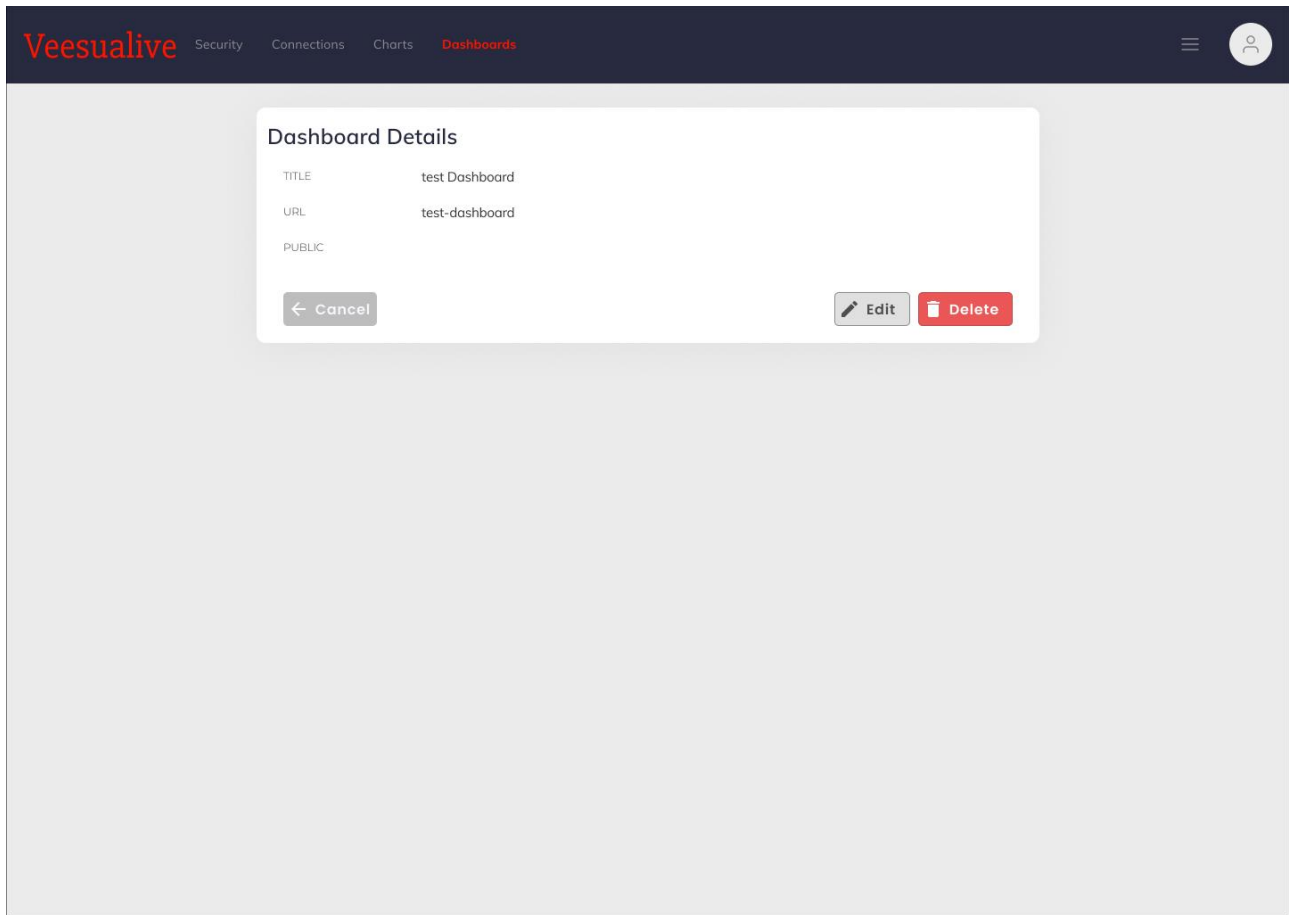 Veesualive Security Connections Charts Dashboards
Dashboard Details
TITLE test Dashboard
URL test-dashboard
PUBLIC
Cancel Edit Delete